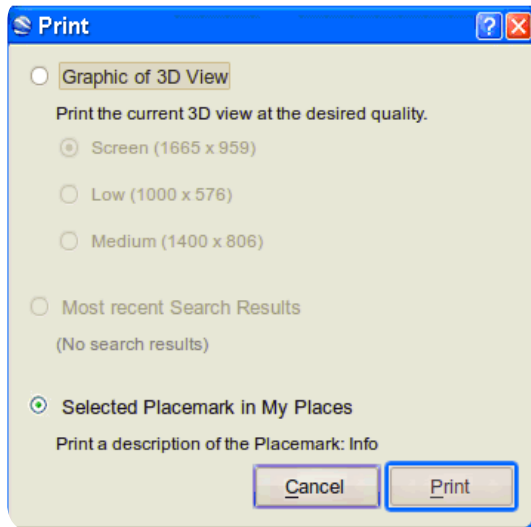 Print
Graphic of 3D View
Print the current 3D view at the desired quality.
Screen (1665 x 959)
Low (1000 x 576)
Medium (1400 x 806)
Most recent Search Results
(No search results)
Selected Placemark in My Places
Print a description of the Placemark: Info
Cancel Print